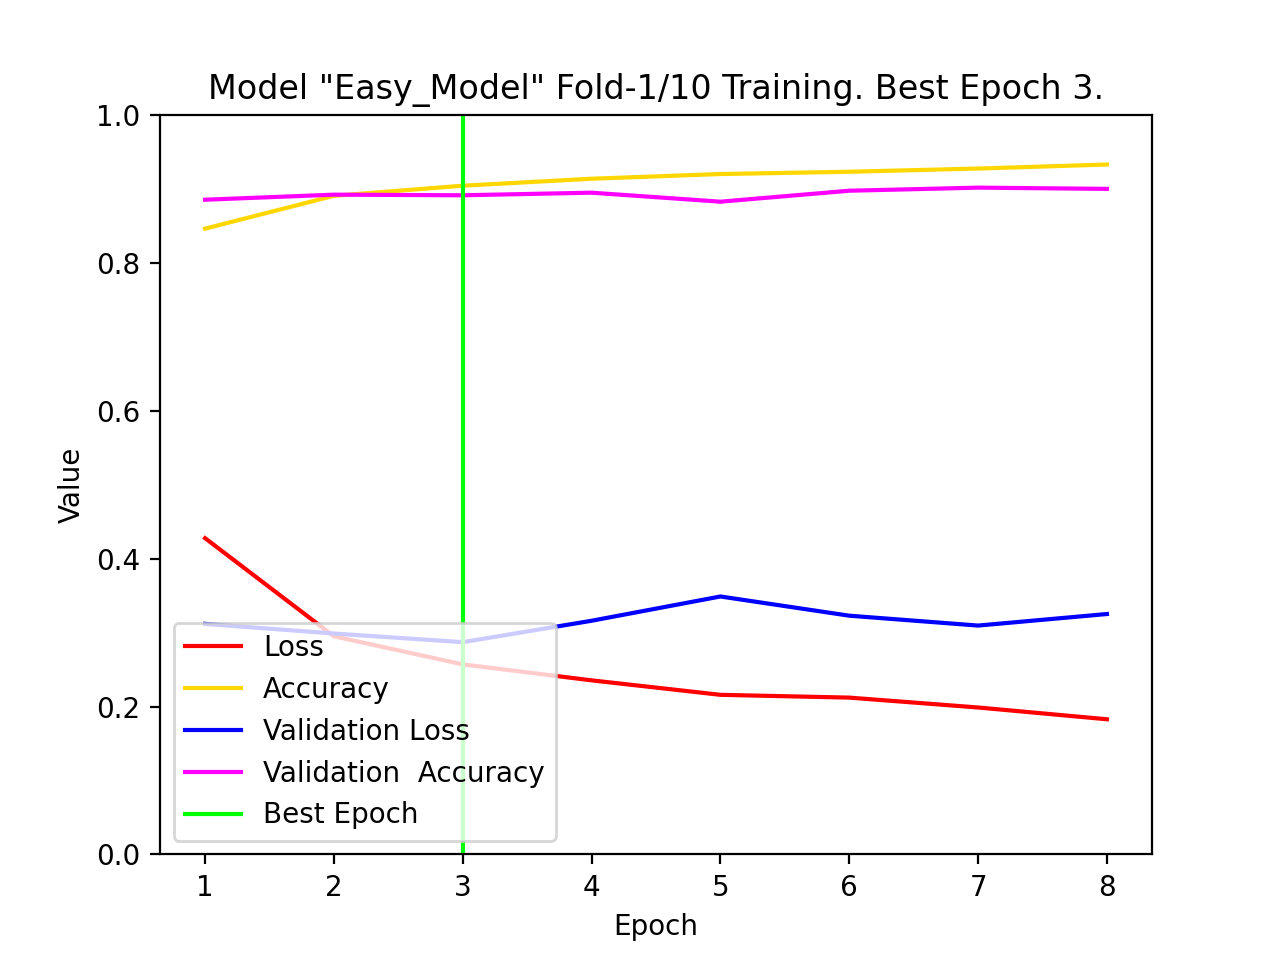 Model "Easy_Model" Fold-1/10 Training. Best Epoch 3.
1.0
0.8
0.6
0.4
0.2
0.0
Value
Loss
Accuracy
Validation Loss
Validation  Accuracy
Best Epoch
1 2 3 4 5 6 7 8
Epoch